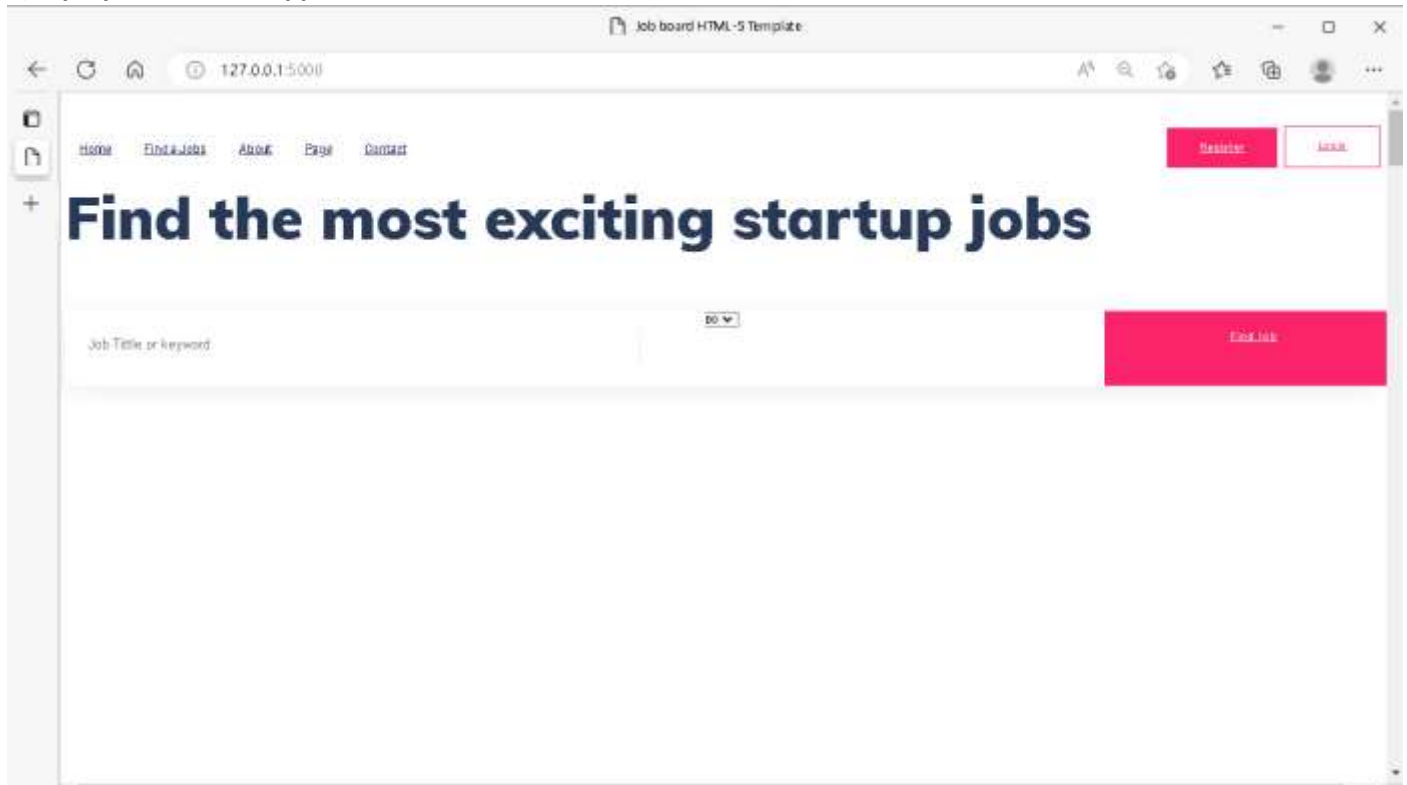 Job board HTML-5 Template
127.0.0.1:5000
Home Find a Jobs About Page Contact
Register Login
Find the most exciting startup jobs
BD
Job Tittle or keyword
Find Job